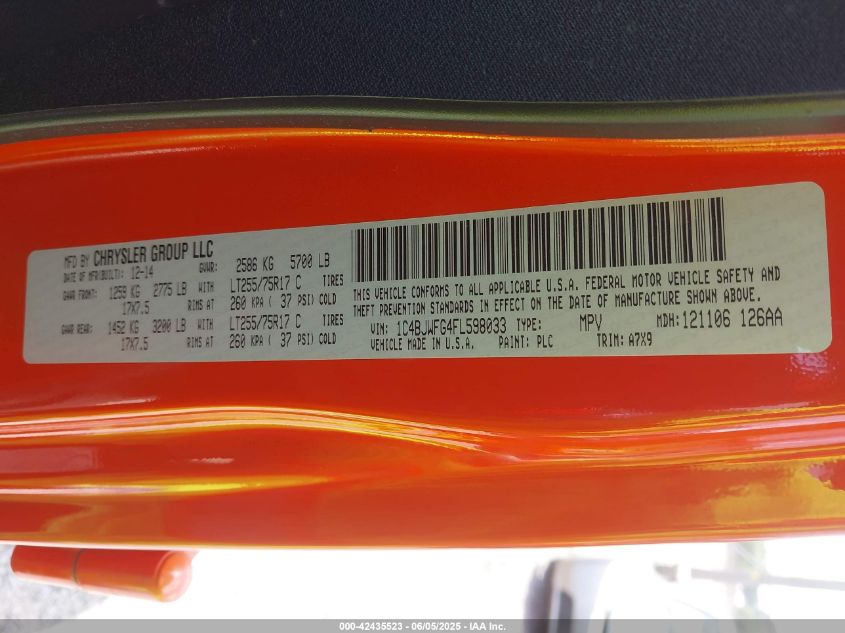 MFD BY CHRYSLER GROUP LLC
DATE OF MFR(BUILT): 12-14 GVWR: 2586 KG 5700 LB
GAWR FRONT: 1259 KG 2775 LB WITH LT255/75R17 C TIRES
17X7.5 RIMS AT 260 KPA ( 37 PSI) COLD
GAWR REAR: 1452 KG 3200 LB WITH LT255/75R17 C TIRES
17X7.5 RIMS AT 260 KPA ( 37 PSI) COLD
THIS VEHICLE CONFORMS TO ALL APPLICABLE U.S.A. FEDERAL MOTOR VEHICLE SAFETY AND
THEFT PREVENTION STANDARDS IN EFFECT ON THE DATE OF MANUFACTURE SHOWN ABOVE.
VIN: 1C4BJWFG4FL598033 TYPE: MPV MDH: 121106 126AA
VEHICLE MADE IN U.S.A. PAINT: PLC TRIM: A7X9
000-42435523 - 06/05/2025 - IAA Inc.